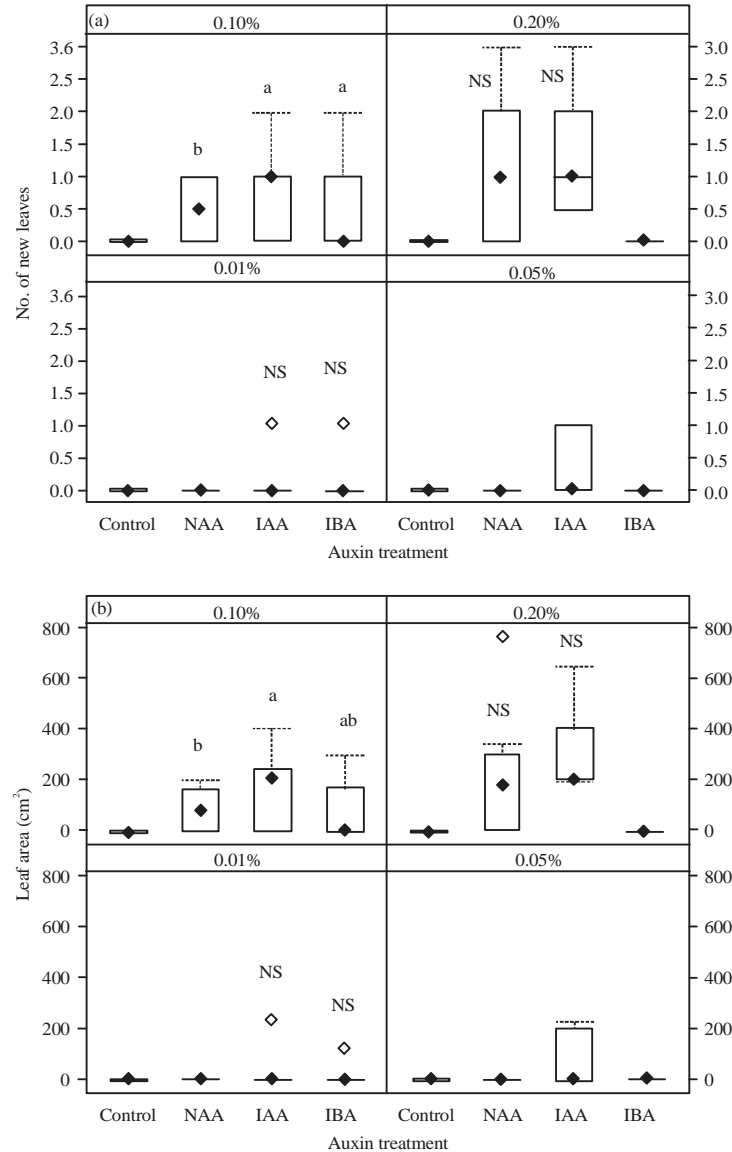 (a)
0.10%
0.20%
3.6
2.5
2.0
1.5
1.0
0.5
0.0
b
a
a
NS
NS
3.0
2.5
2.0
1.5
1.0
0.5
0.0
No. of new leaves
0.01%
0.05%
3.6
2.5
2.0
1.5
1.0
0.5
0.0
NS
NS
3.0
2.5
2.0
1.5
1.0
0.5
0.0
Control NAA IAA IBA Control NAA IAA IBA
Auxin treatment
(b)
0.10%
0.20%
800
600
400
200
0
b
a
ab
NS
NS
800
600
400
200
0
Leaf area (cm²)
0.01%
0.05%
800
600
400
200
0
NS
NS
800
600
400
200
0
Control NAA IAA IBA Control NAA IAA IBA
Auxin treatment